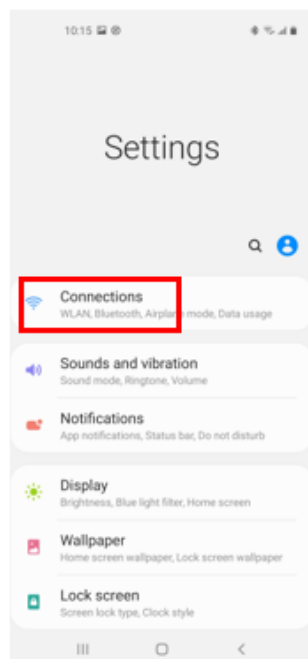 10:15
Settings
Connections
WLAN, Bluetooth, Airplane mode, Data usage
Sounds and vibration
Sound mode, Ringtone, Volume
Notifications
App notifications, Status bar, Do not disturb
Display
Brightness, Blue light filter, Home screen
Wallpaper
Home screen wallpaper, Lock screen wallpaper
Lock screen
Screen lock type, Clock style